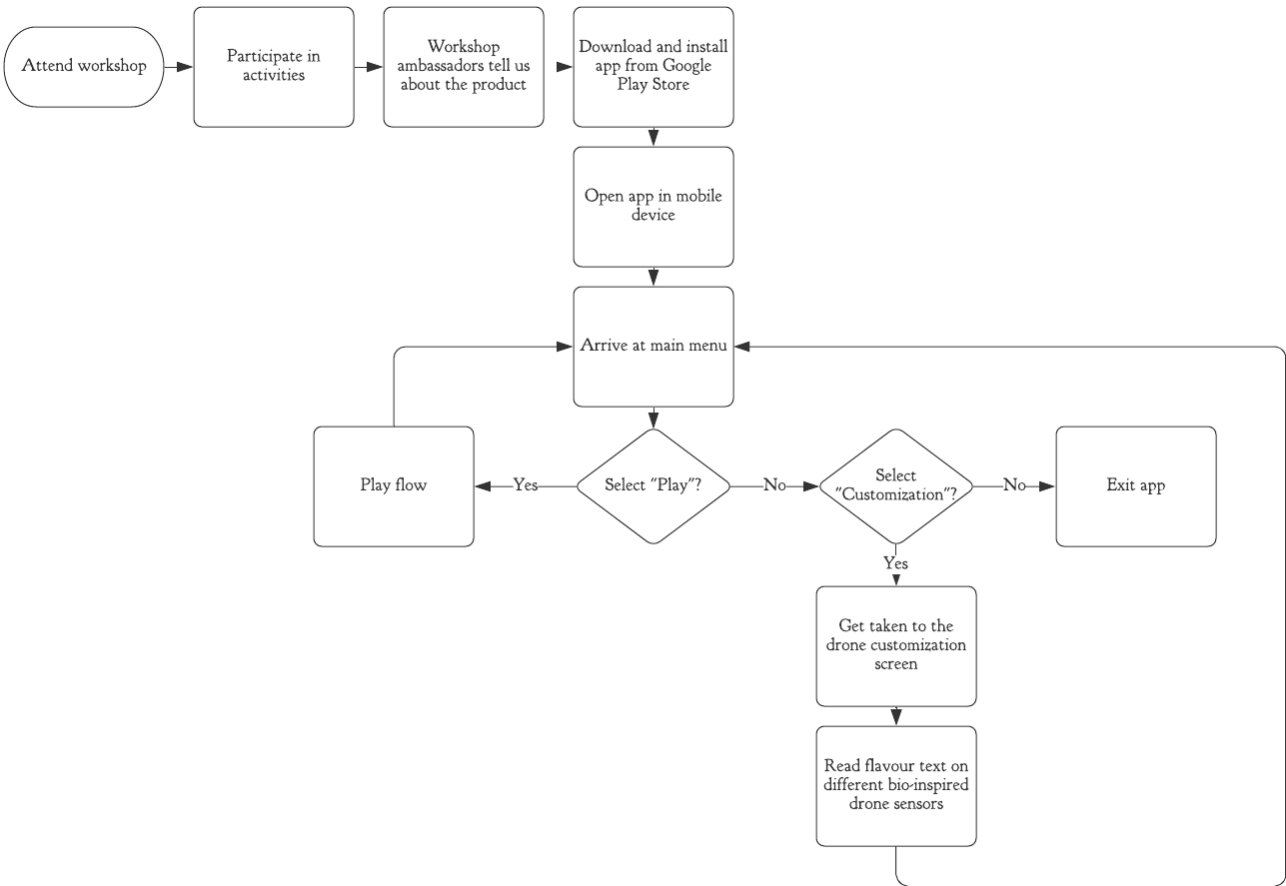 Attend workshop
Participate in
activities
Workshop
ambassadors tell us
about the product
Download and install
app from Google
Play Store
Open app in mobile
device
Arrive at main menu
Play flow
Yes
Select "Play"?
No
Select
"Customization"?
No
Exit app
Yes
Get taken to the
drone customization
screen
Read flavour text on
different bio-inspired
drone sensors